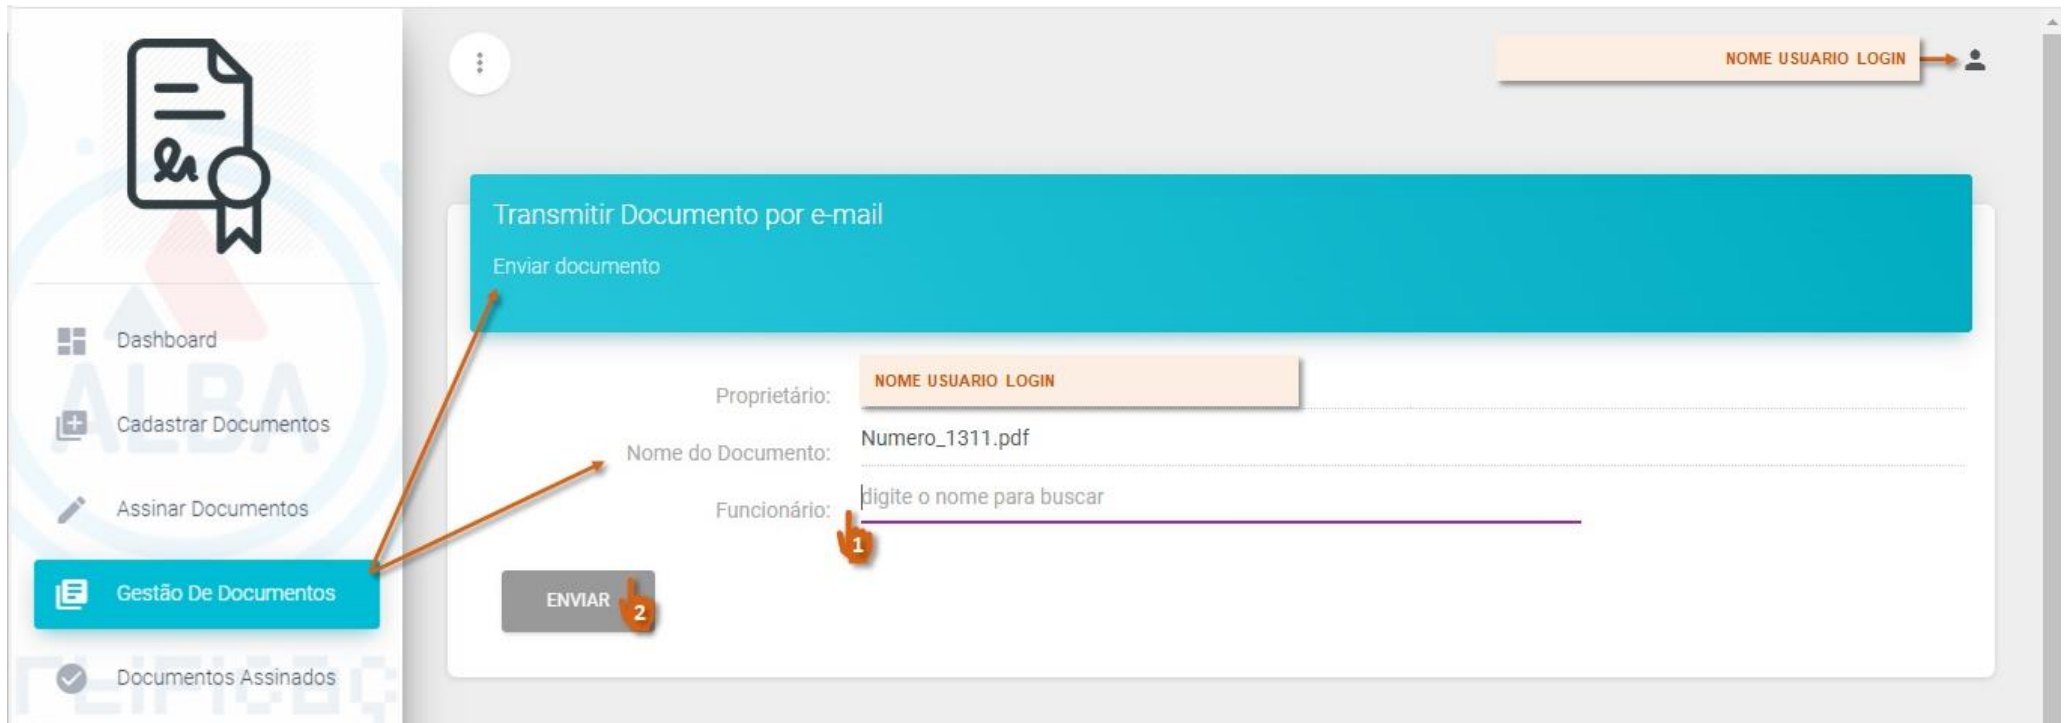 NOME USUARIO LOGIN
Transmitir Documento por e-mail
Enviar documento
Dashboard
ALBA
Cadastrar Documentos
Assinar Documentos
Gestão De Documentos
Documentos Assinados
Proprietário:
NOME USUARIO LOGIN
Nome do Documento:
Numero_1311.pdf
Funcionário:
digite o nome para buscar
1
ENVIAR
2